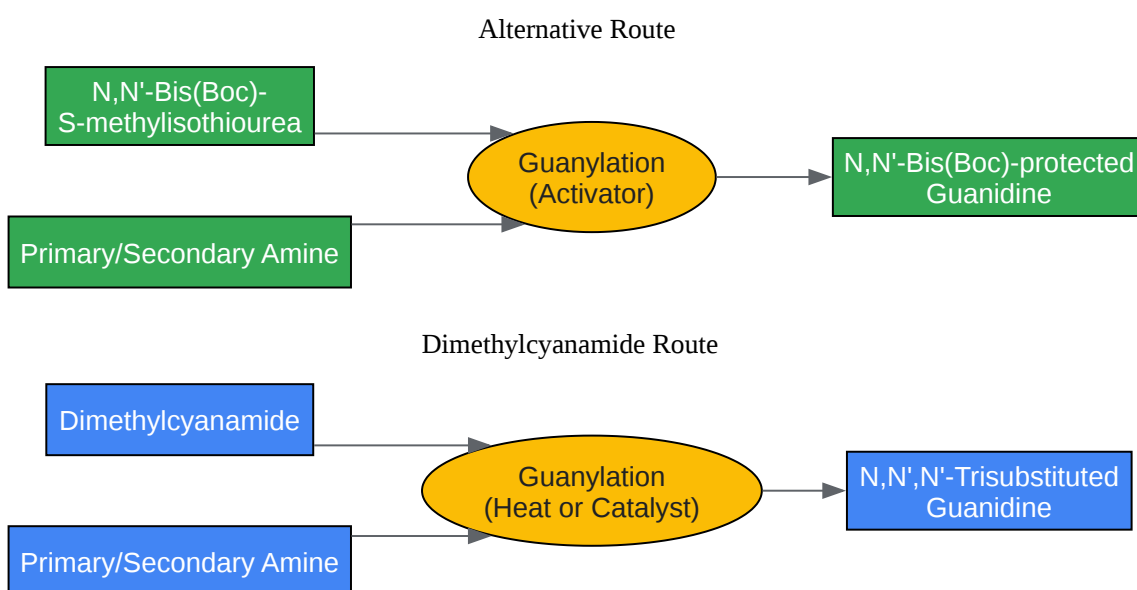 Alternative Route
N,N'-Bis(Boc)-
S-methylisothiourea
Primary/Secondary Amine
Guanylation
(Activator)
N,N'-Bis(Boc)-protected
Guanidine
Dimethylcyanamide Route
Dimethylcyanamide
Primary/Secondary Amine
Guanylation
(Heat or Catalyst)
N,N',N'-Trisubstituted
Guanidine